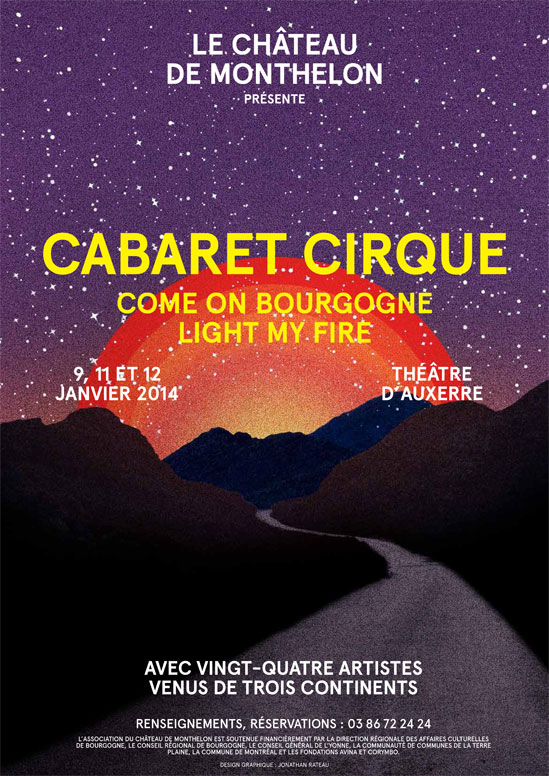 LE CHÂTEAU
DE MONTHELON
PRÉSENTE
CABARET CIRQUE
COME ON BOURGOGNE
LIGHT MY FIRE
9, 11 ET 12
JANVIER 2014
THÉÂTRE
D'AUXERRE
AVEC VINGT-QUATRE ARTISTES
VENUS DE TROIS CONTINENTS
RENSEIGNEMENTS, RÉSERVATIONS : 03 86 72 24 24
L'ASSOCIATION DU CHÂTEAU DE MONTHELON EST SOUTENUE FINANCIÈREMENT PAR LA DIRECTION RÉGIONALE DES AFFAIRES CULTURELLES
DE BOURGOGNE, LE CONSEIL RÉGIONAL DE BOURGOGNE, LE CONSEIL GÉNÉRAL DE L'YONNE, LA COMMUNAUTÉ DE COMMUNES DE LA TERRE
PLAINE, LA COMMUNE DE MONTRÉAL ET LES FONDATIONS AVINA ET CORYMBO.
DESIGN GRAPHIQUE : JONATHAN RATEAU